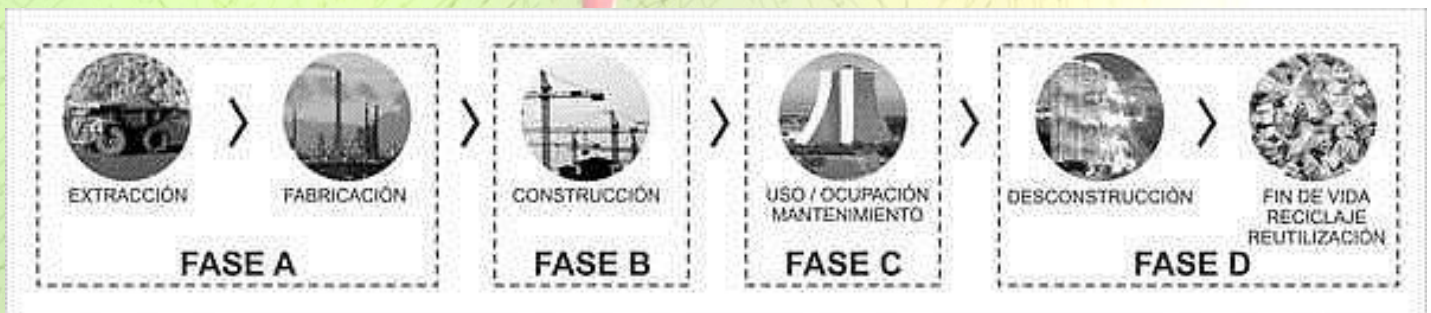 EXTRACCIÓN
FABRICACIÓN
FASE A
CONSTRUCCIÓN
FASE B
USO / OCUPACIÓN
MANTENIMIENTO
FASE C
DESCONSTRUCCIÓN
FIN DE VIDA
RECICLAJE
REUTILIZACIÓN
FASE D